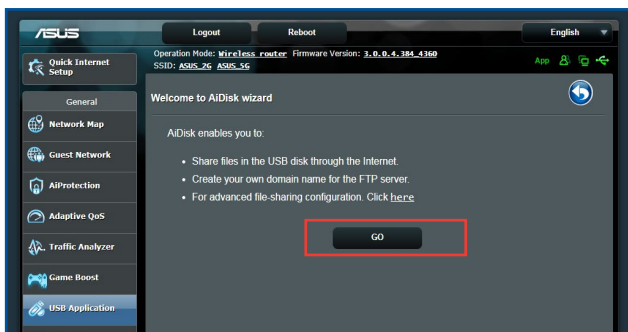 ASUS
Logout
Reboot
English
Operation Mode: Wireless router Firmware Version: 3.0.0.4.384_4360
SSID: ASUS_2G ASUS_5G
App
Quick Internet
Setup
General
Network Map
Guest Network
AiProtection
Adaptive QoS
Traffic Analyzer
Game Boost
USB Application
Welcome to AiDisk wizard
AiDisk enables you to:
• Share files in the USB disk through the Internet.
• Create your own domain name for the FTP server.
• For advanced file-sharing configuration. Click here
GO